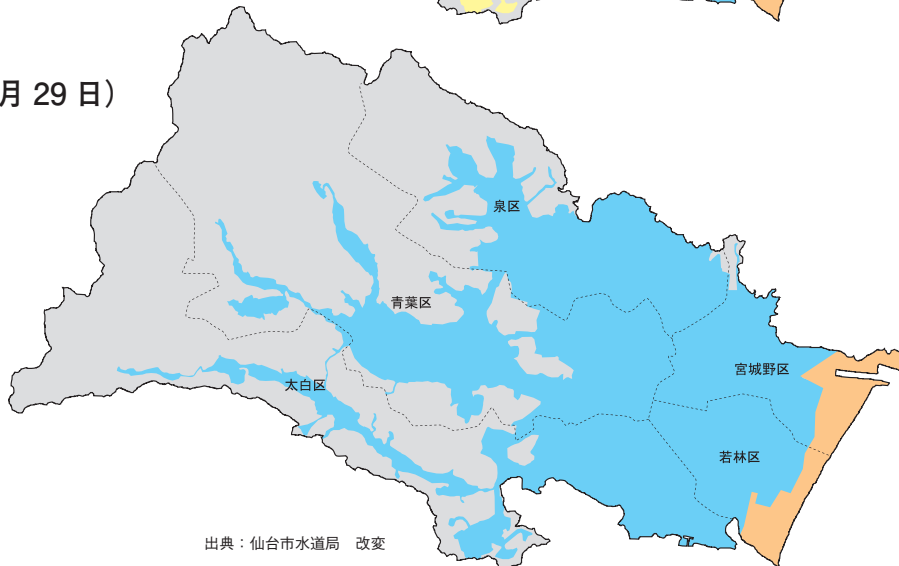 月 29 日）
泉区
青葉区
宮城野区
太白区
若林区
出典：仙台市水道局　改変